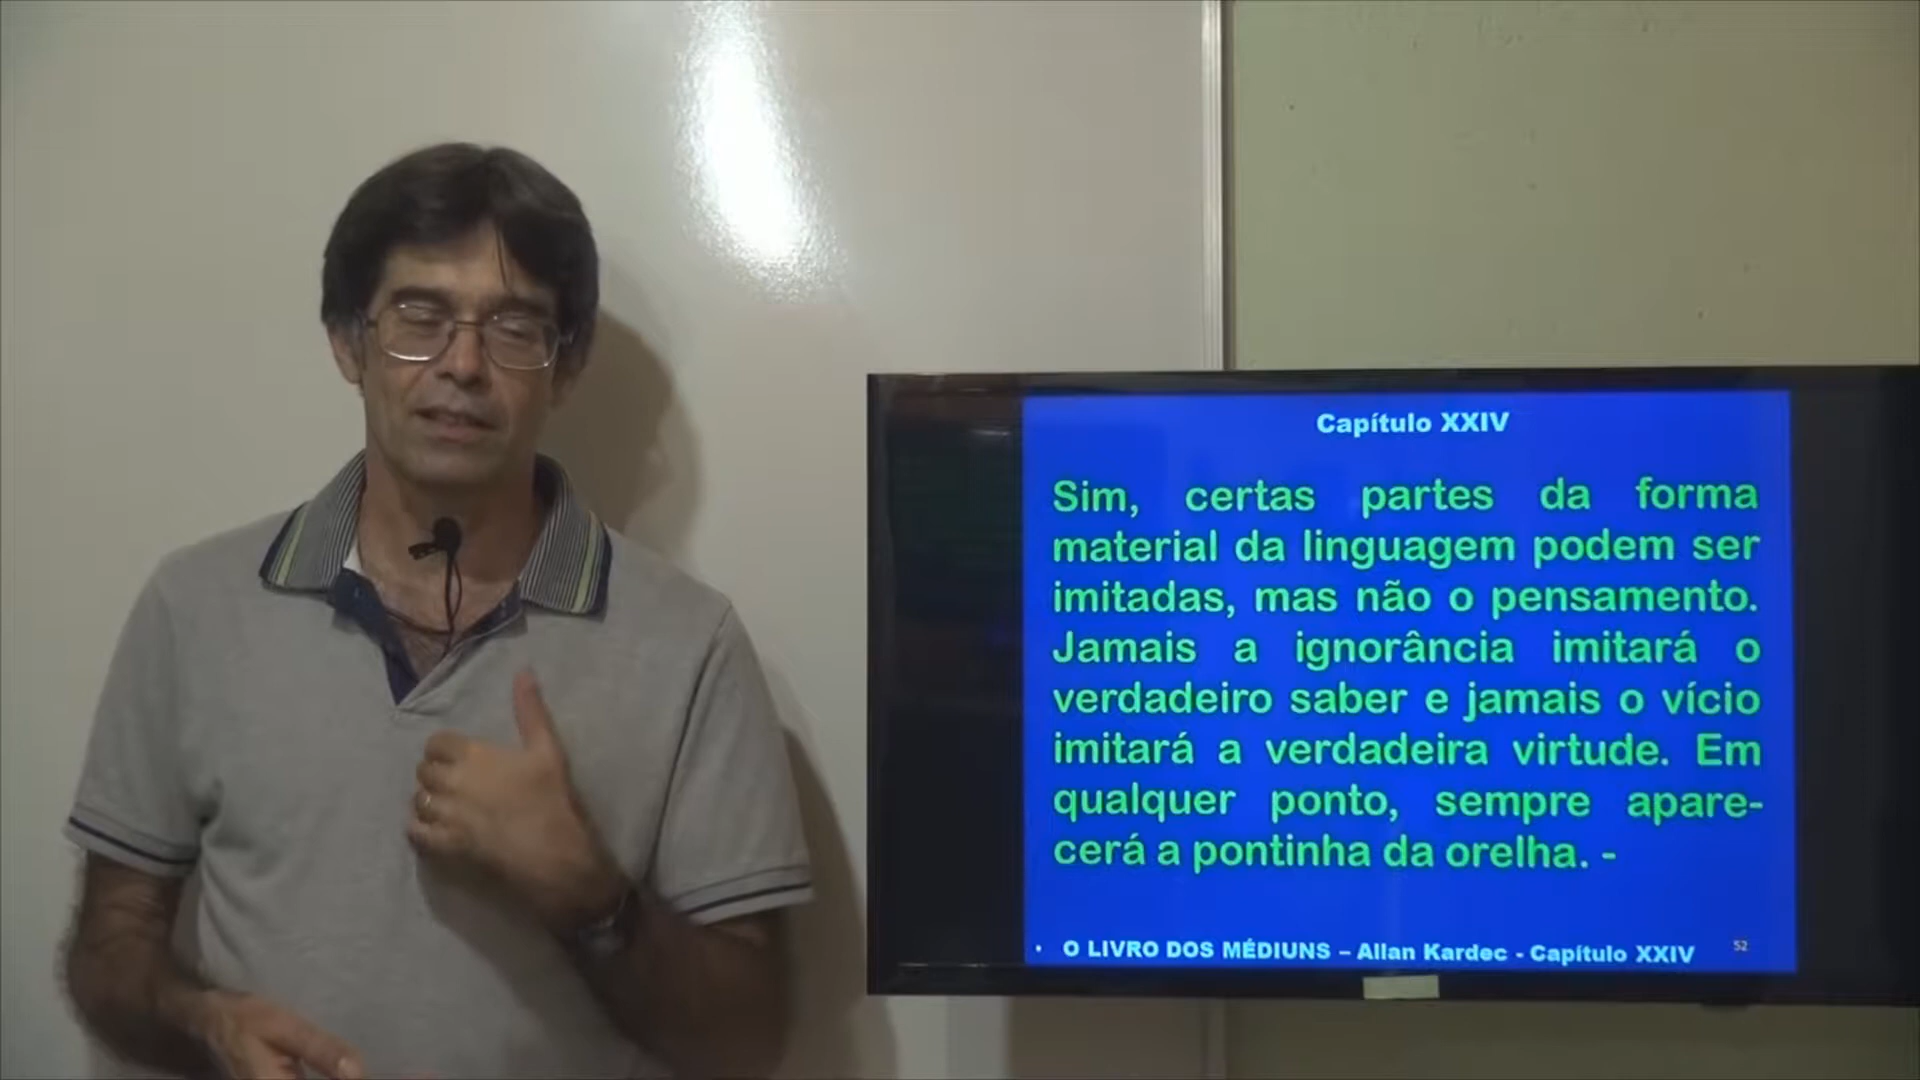 Capítulo XXIV
Sim, certas partes da forma
material da linguagem podem ser
imitadas, mas não o pensamento.
Jamais a ignorância imitará o
verdadeiro saber e jamais o vício
imitará a verdadeira virtude. Em
qualquer ponto, sempre apare-
cerá a pontinha da orelha. -
• O LIVRO DOS MÉDIUNS – Allan Kardec - Capítulo XXIV
52